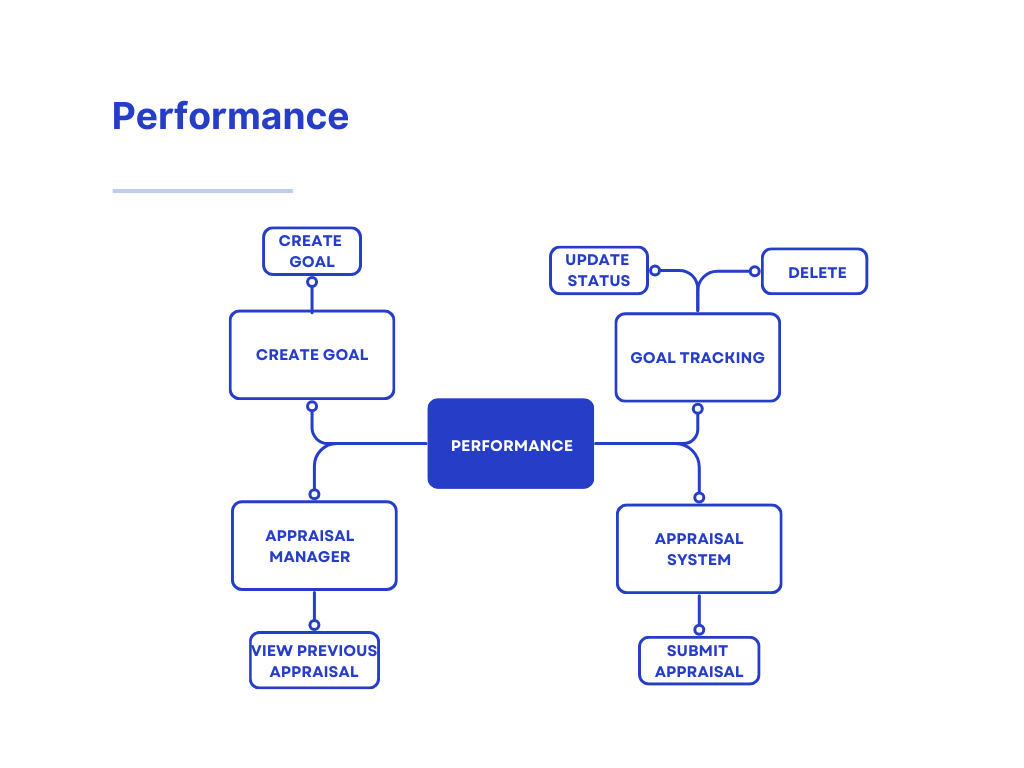 Performance
CREATE
GOAL
UPDATE
STATUS
DELETE
CREATE GOAL
GOAL TRACKING
PERFORMANCE
APPRAISAL
MANAGER
APPRAISAL
SYSTEM
VIEW PREVIOUS
APPRAISAL
SUBMIT
APPRAISAL